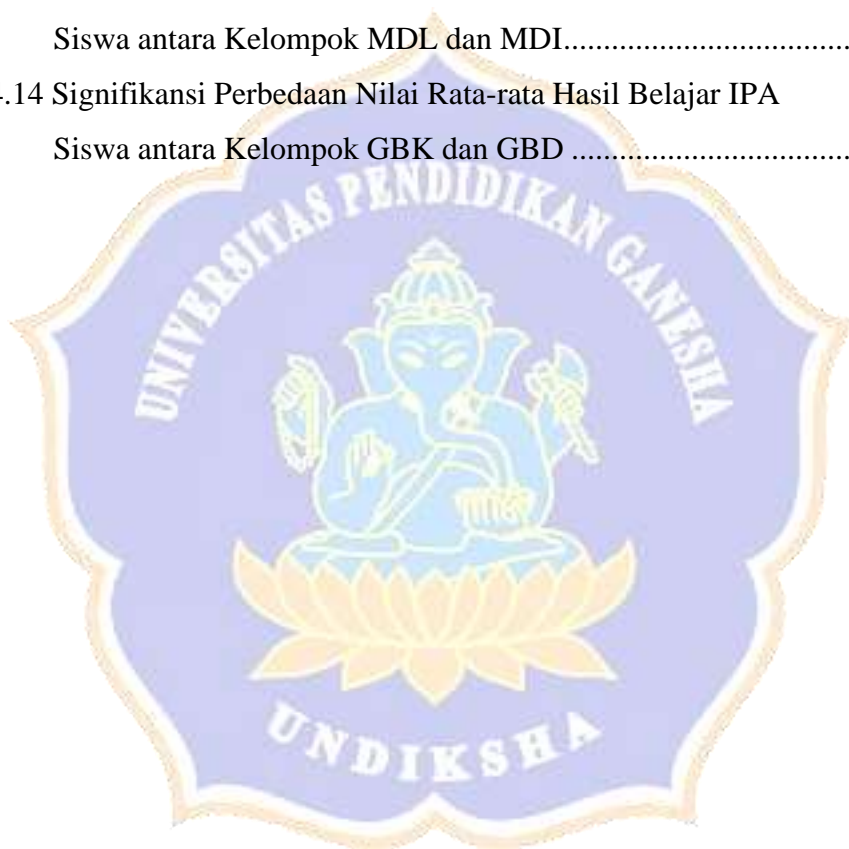 Siswa antara Kelompok MDL dan MDI...................................
.14 Signifikansi Perbedaan Nilai Rata-rata Hasil Belajar IPA
Siswa antara Kelompok GBK dan GBD ..................................
UNIVERSITAS PENDIDIKAN GANESHA
UNDIKSHA